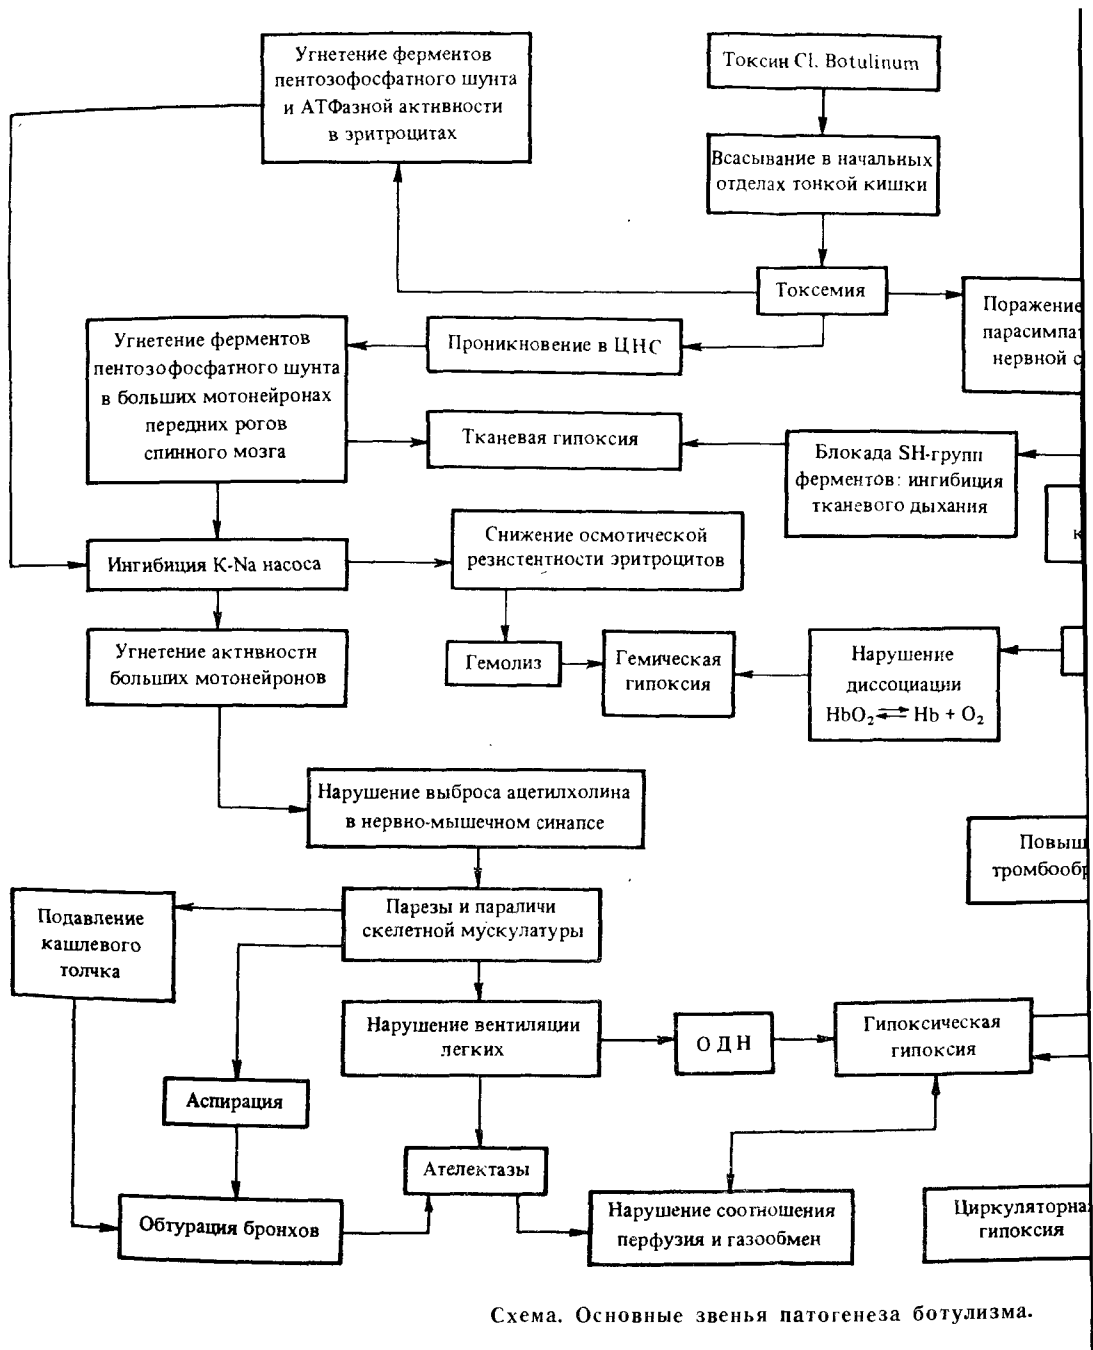 Угнетение ферментов
пентозофосфатного шунта
и АТФазной активности
в эритроцитах
Токсин Cl. Botulinum
Всасывание в начальных
отделах тонкой кишки
Токсемия
Поражение
парасимпат
нервной с
Проникновение в ЦНС
Угнетение ферментов
пентозофосфатного шунта
в больших мотонейронах
передних рогов
спинного мозга
Тканевая гипоксия
Блокада SH-групп
ферментов: ингибиция
тканевого дыхания
к
Ингибиция K-Na насоса
Снижение осмотической
резистентности эритроцитов
Угнетение активности
больших мотонейронов
Гемолиз
Гемическая
гипоксия
Нарушение
диссоциации
HbO₂ ⇄ Hb + O₂
Нарушение выброса ацетилхолина
в нервно-мышечном синапсе
Повыш
тромбообр
Подавление
кашлевого
толчка
Парезы и параличи
скелетной мускулатуры
Нарушение вентиляции
легких
ОДН
Гипоксическая
гипоксия
Аспирация
Ателектазы
Обтурация бронхов
Нарушение соотношения
перфузия и газообмен
Циркуляторна
гипоксия
Схема. Основные звенья патогенеза ботулизма.